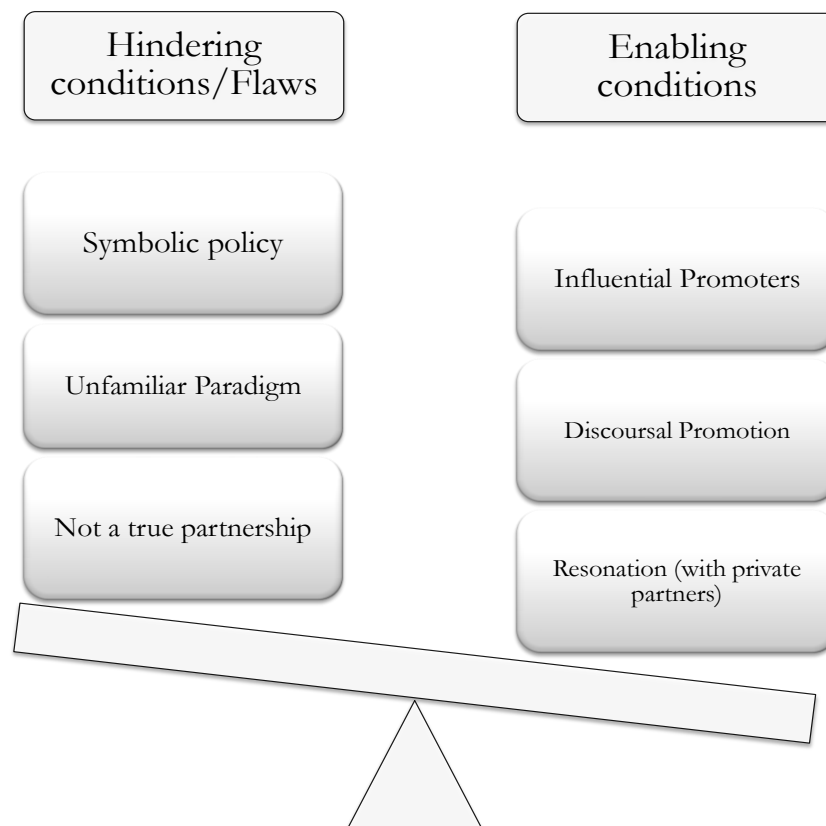 Hindering
conditions/Flaws
Enabling
conditions
Symbolic policy
Unfamiliar Paradigm
Not a true partnership
Influential Promoters
Discoursal Promotion
Resonation (with private
partners)